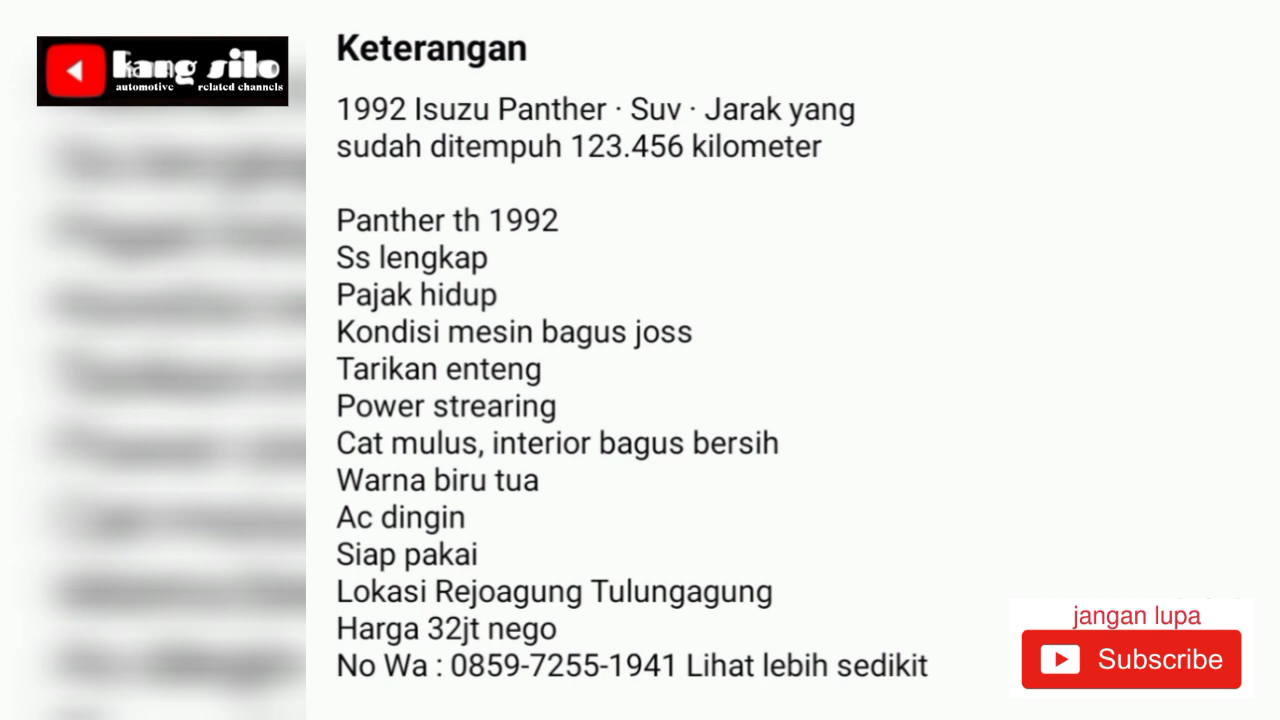 kang silo
automotive related channels
Keterangan
1992 Isuzu Panther · Suv · Jarak yang
sudah ditempuh 123.456 kilometer
Panther th 1992
Ss lengkap
Pajak hidup
Kondisi mesin bagus joss
Tarikan enteng
Power strearing
Cat mulus, interior bagus bersih
Warna biru tua
Ac dingin
Siap pakai
Lokasi Rejoagung Tulungagung
Harga 32jt nego
No Wa : 0859-7255-1941 Lihat lebih sedikit
jangan lupa
Subscribe